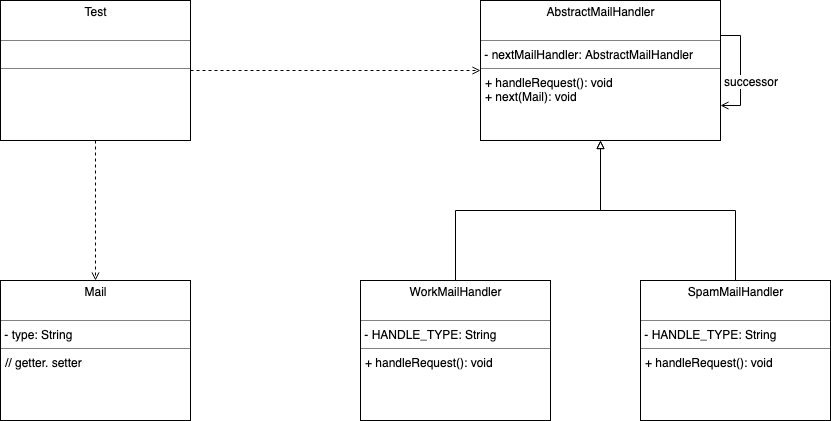 Test
AbstractMailHandler
- nextMailHandler: AbstractMailHandler
+ handleRequest(): void
+ next(Mail): void
successor
Mail
- type: String
// getter. setter
WorkMailHandler
- HANDLE_TYPE: String
+ handleRequest(): void
SpamMailHandler
- HANDLE_TYPE: String
+ handleRequest(): void